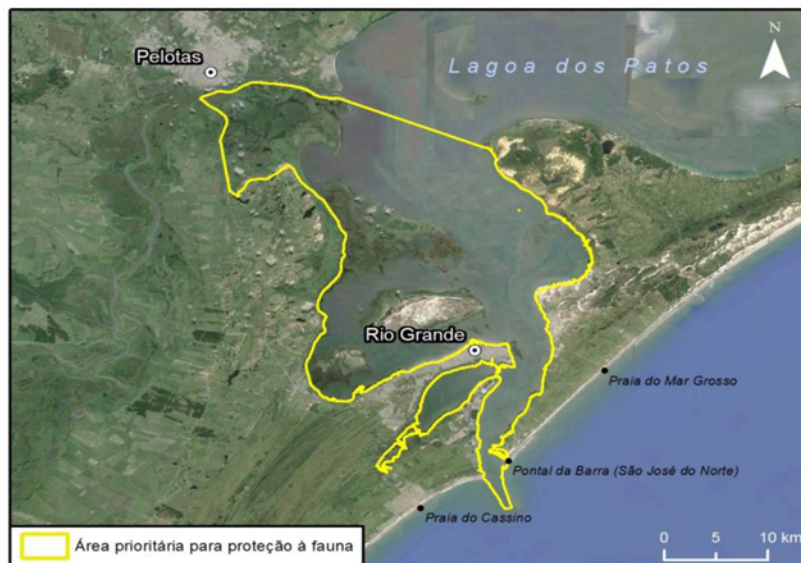 Pelotas
Lagoa dos Patos
N
Rio Grande
Praia do Mar Grosso
Pontal da Barra (São José do Norte)
Praia do Cassino
Área prioritária para proteção à fauna
0 5 10 km